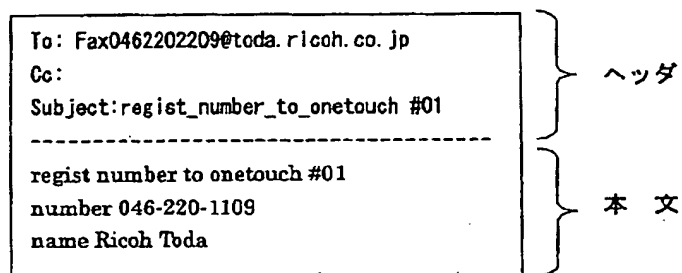 To: Fax0462202209@toda.ricoh.co.jp
Cc:
Subject:regist_number_to_onetouch #01
ヘッダ
regist number to onetouch #01
number 046-220-1109
name Ricoh Toda
本 文